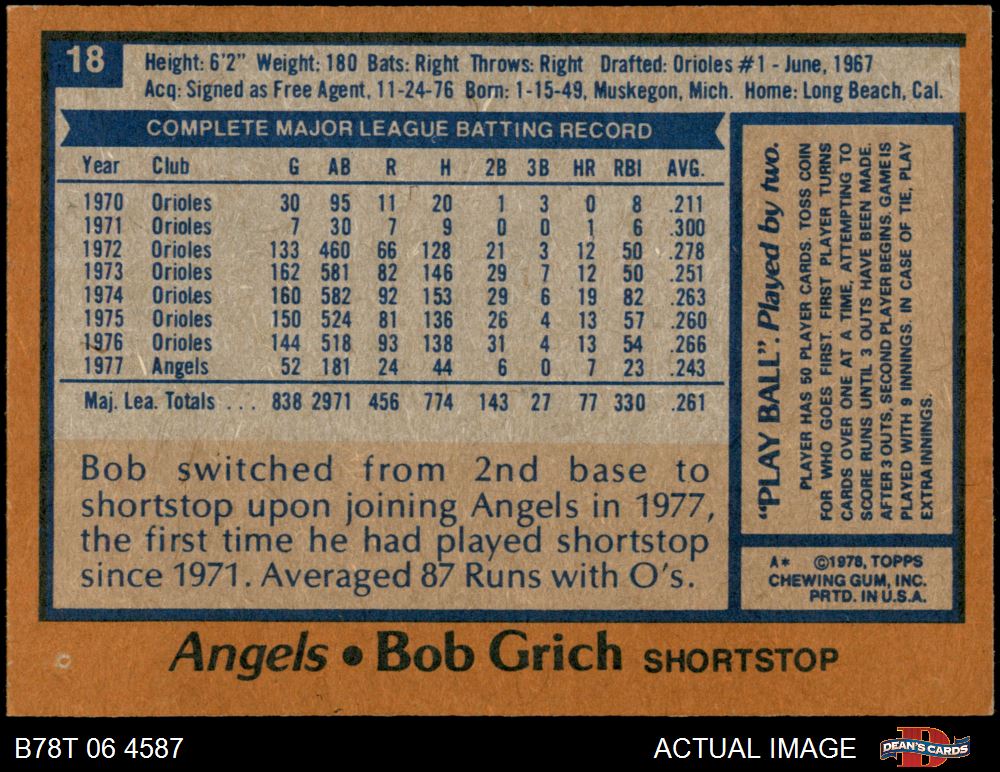 18
Height: 6'2" Weight: 180 Bats: Right Throws: Right Drafted: Orioles #1 - June, 1967
Acq: Signed as Free Agent, 11-24-76 Born: 1-15-49, Muskegon, Mich. Home: Long Beach, Cal.
COMPLETE MAJOR LEAGUE BATTING RECORD
Year Club G AB R H 2B 3B HR RBI AVG.
1970 Orioles 30 95 11 20 1 3 0 8 .211
1971 Orioles 7 30 7 9 0 0 1 6 .300
1972 Orioles 133 460 66 128 21 3 12 50 .278
1973 Orioles 162 581 82 146 29 7 12 50 .251
1974 Orioles 160 582 92 153 29 6 19 82 .263
1975 Orioles 150 524 81 136 26 4 13 57 .260
1976 Orioles 144 518 93 138 31 4 13 54 .266
1977 Angels 52 181 24 44 6 0 7 23 .243
Maj. Lea. Totals . . . 838 2971 456 774 143 27 77 330 .261
Bob switched from 2nd base to
shortstop upon joining Angels in 1977,
the first time he had played shortstop
since 1971. Averaged 87 Runs with O's.
"PLAY BALL". Played by two.
PLAYER HAS 50 PLAYER CARDS. TOSS COIN
FOR WHO GOES FIRST. FIRST PLAYER TURNS
CARDS OVER ONE AT A TIME, ATTEMPTING TO
SCORE RUNS UNTIL 3 OUTS HAVE BEEN MADE.
AFTER 3 OUTS, SECOND PLAYER BEGINS. GAME IS
PLAYED WITH 9 INNINGS. IN CASE OF TIE, PLAY
EXTRA INNINGS.
A* ©1978, TOPPS
CHEWING GUM, INC.
PRTD. IN U.S.A.
Angels • Bob Grich SHORTSTOP
B78T 06 4587
ACTUAL IMAGE
D
DEAN'S CARDS